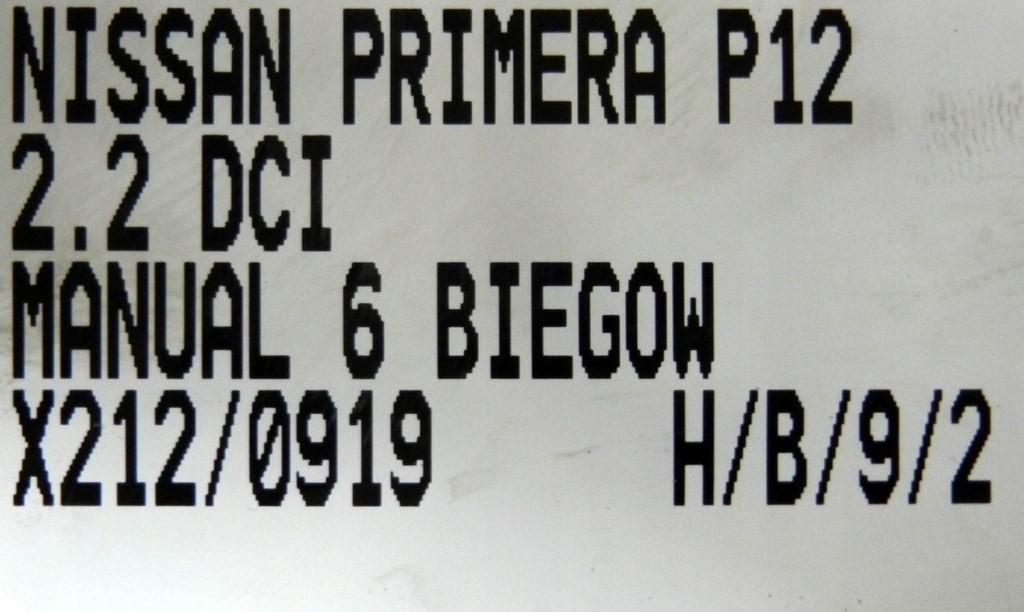 NISSAN PRIMERA P12
2.2 DCI
MANUAL 6 BIEGOW
X212/0919 H/B/9/2